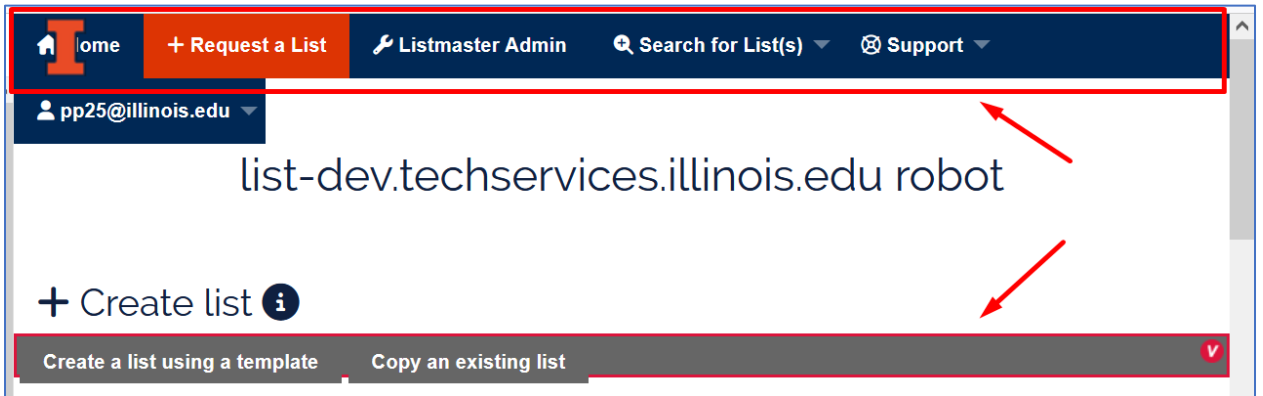 Home + Request a List Listmaster Admin Search for List(s) Support
pp25@illinois.edu
list-dev.techservices.illinois.edu robot
+ Create list i
Create a list using a template Copy an existing list V